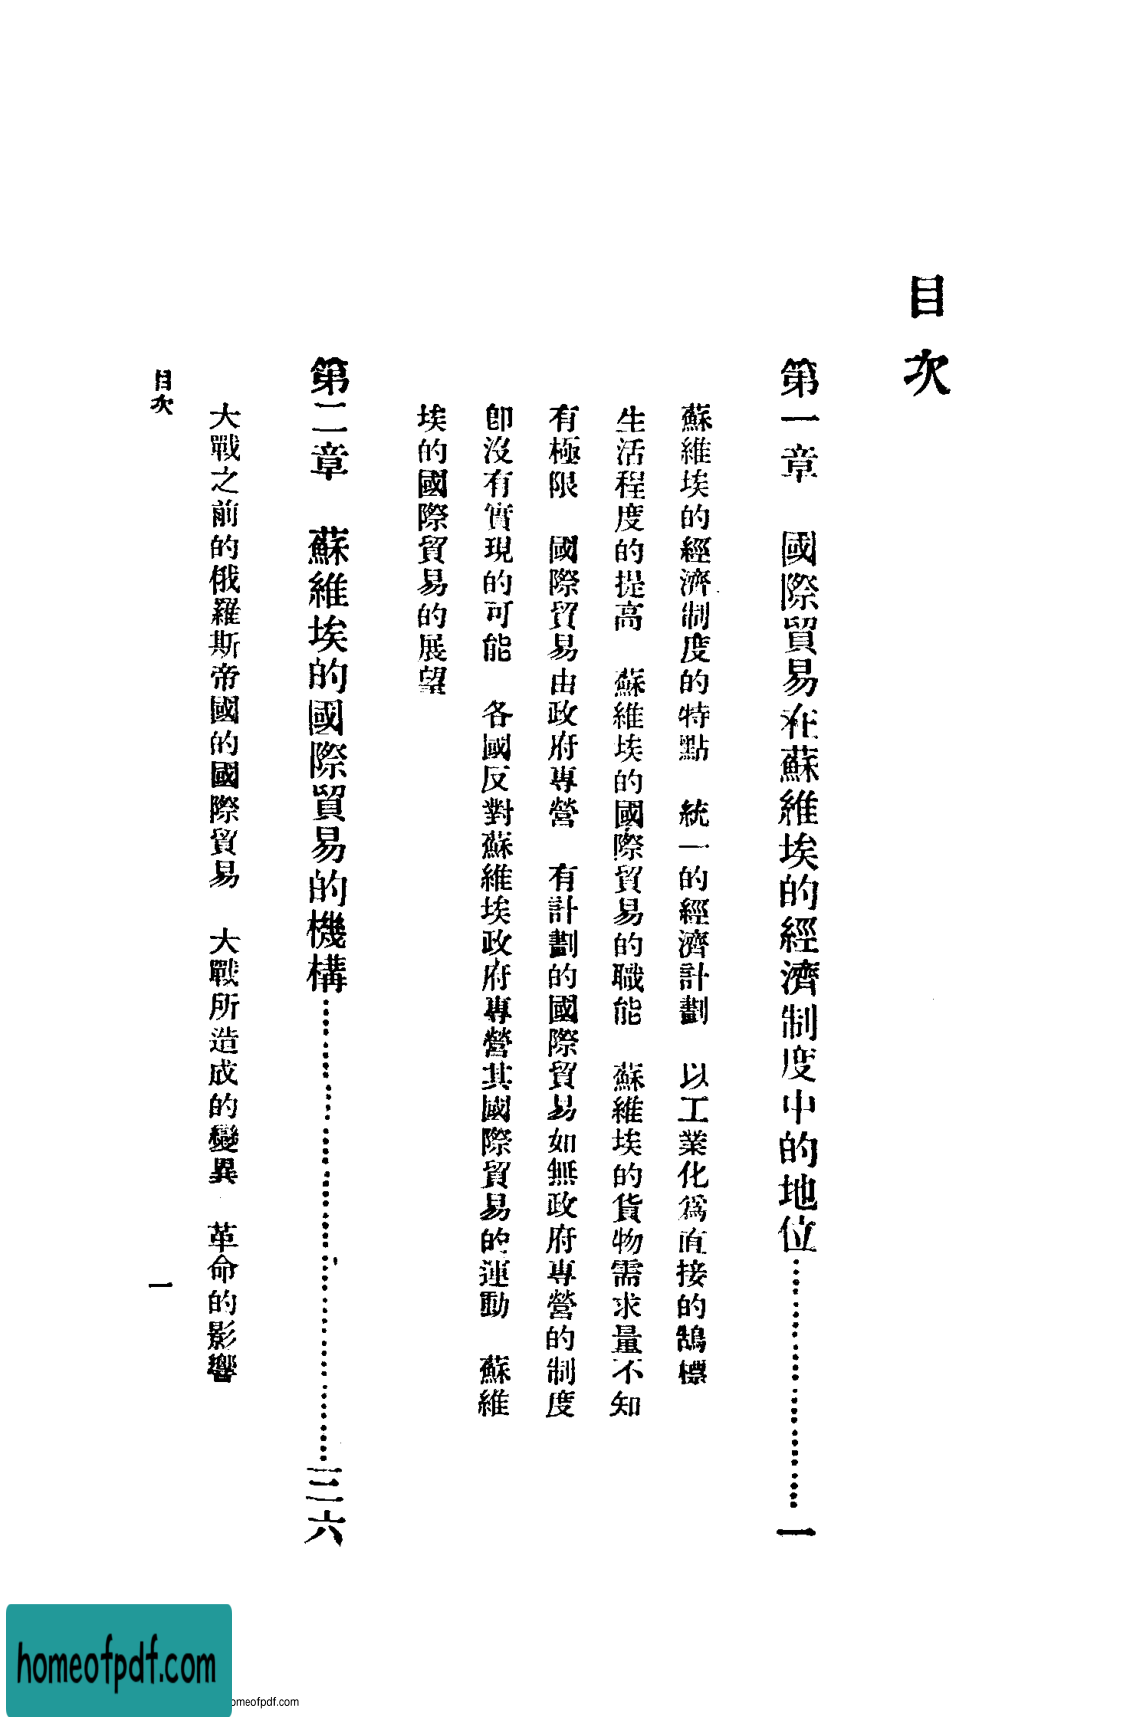 目次
第一章　國際貿易在蘇維埃的經濟制度中的地位……………………一
蘇維埃的經濟制度的特點　統一的經濟計劃　以工業化爲直接的鵠標
生活程度的提高　蘇維埃的國際貿易的職能　蘇維埃的貨物需求量不知
有極限　國際貿易由政府專營　有計劃的國際貿易如無政府專營的制度
卽沒有實現的可能　各國反對蘇維埃政府專營其國際貿易的運動　蘇維
埃的國際貿易的展望
第二章　蘇維埃的國際貿易的機構……………………三六
大戰之前的俄羅斯帝國的國際貿易　大戰所造成的變異　革命的影響
目次
一
homeofpdf.com
omeofpdf.com